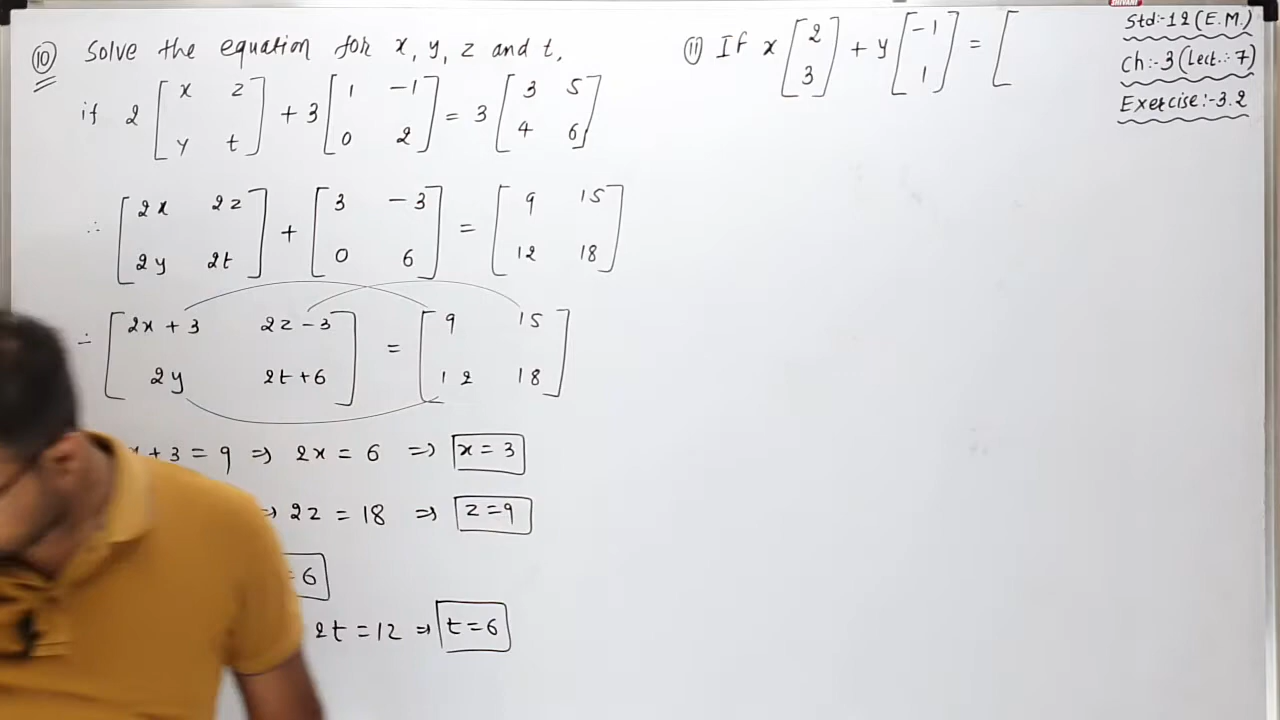 (10) Solve the equation for x, y, z and t,
if 2 [ x z ; y t ] + 3 [ 1 -1 ; 0 2 ] = 3 [ 3 5 ; 4 6 ]
∴ [ 2x 2z ; 2y 2t ] + [ 3 -3 ; 0 6 ] = [ 9 15 ; 12 18 ]
∴ [ 2x + 3 2z - 3 ; 2y 2t + 6 ] = [ 9 15 ; 12 18 ]
+ 3 = 9 ⇒ 2x = 6 ⇒ x = 3
⇒ 2z = 18 ⇒ z = 9
= 6
2t = 12 ⇒ t = 6
(11) If x [ 2 ; 3 ] + y [ -1 ; 1 ] = [
SHIVANI
Std:-12 (E.M.)
Ch:-3 (Lect.:- 7)
Exercise:-3.2